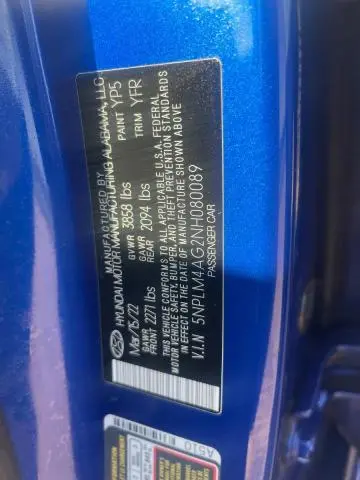 MANUFACTURED BY
HYUNDAI MOTOR MANUFACTURING ALABAMA, LLC
Mar/15/22 GVWR 3858 lbs PAINT YP5
GAWR FRONT 2271 lbs GAWR REAR 2094 lbs TRIM YFR
THIS VEHICLE CONFORMS TO ALL APPLICABLE U.S.A. FEDERAL
MOTOR VEHICLE SAFETY, BUMPER, AND THEFT PREVENTION STANDARDS
IN EFFECT ON THE DATE OF MANUFACTURE SHOWN ABOVE.
V.I.N 5NPLM4AG2NH080089
PASSENGER CAR
A510